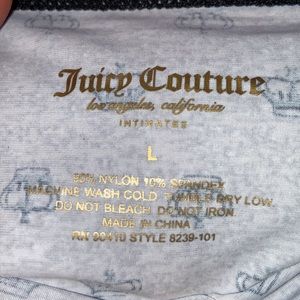 Juicy Couture
los angeles, california
INTIMATES
L
90% NYLON 10% SPANDEX
MACHINE WASH COLD TUMBLE DRY LOW
DO NOT BLEACH. DO NOT IRON.
MADE IN CHINA
RN 90410 STYLE 8239-101